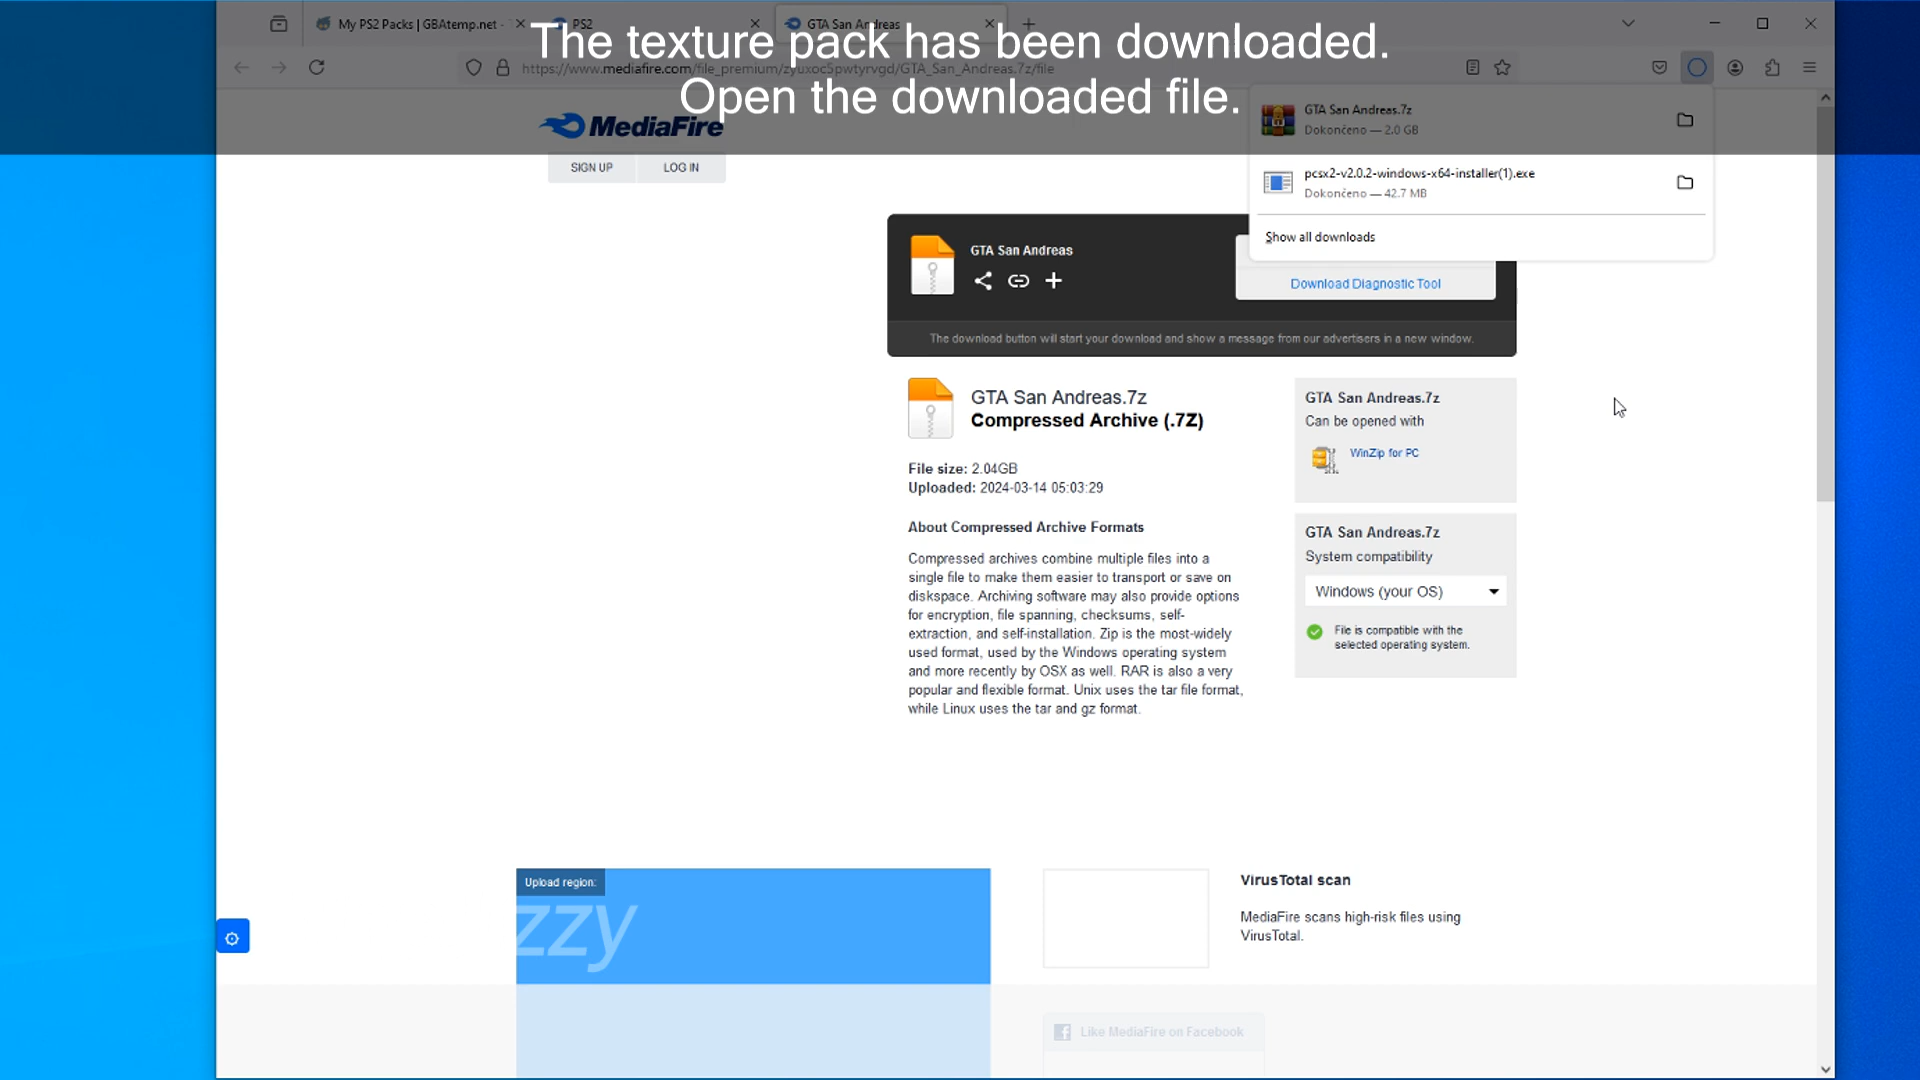 My PS2 Packs | GBAtemp.net -
PS2
GTA San Andreas
The texture pack has been downloaded.
Open the downloaded file.
https://www.mediafire.com/file_premium/zyuxoc5pwtyrvgd/GTA_San_Andreas.7z/file
MediaFire
SIGN UP
LOG IN
GTA San Andreas.7z
Dokončeno — 2.0 GB
pcsx2-v2.0.2-windows-x64-installer(1).exe
Dokončeno — 42.7 MB
Show all downloads
GTA San Andreas
Download Diagnostic Tool
The download button will start your download and show a message from our advertisers in a new window.
GTA San Andreas.7z
Compressed Archive (.7Z)
File size: 2.04GB
Uploaded: 2024-03-14 05:03:29
About Compressed Archive Formats
Compressed archives combine multiple files into a
single file to make them easier to transport or save on
diskspace. Archiving software may also provide options
for encryption, file spanning, checksums, self-
extraction, and self-installation. Zip is the most-widely
used format, used by the Windows operating system
and more recently by OSX as well. RAR is also a very
popular and flexible format. Unix uses the tar file format,
while Linux uses the tar and gz format.
GTA San Andreas.7z
Can be opened with
WinZip for PC
GTA San Andreas.7z
System compatibility
Windows (your OS)
File is compatible with the
selected operating system.
Upload region:
zzy
VirusTotal scan
MediaFire scans high-risk files using
VirusTotal.
Like MediaFire on Facebook